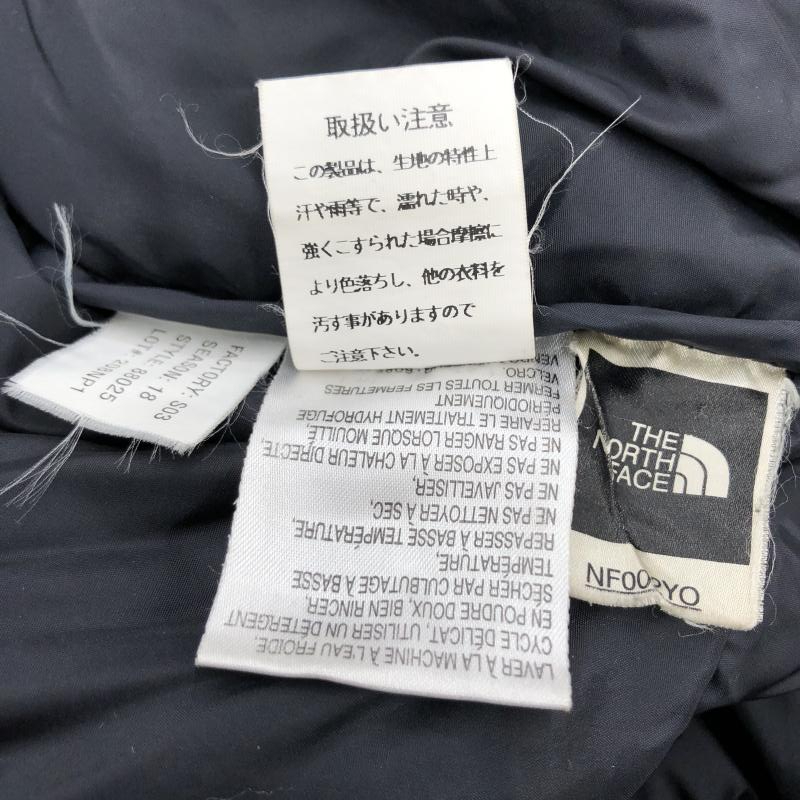 取扱い注意
この製品は、生地の特性上
汗や雨等で、濡れた時や、
強くこすられた場合摩擦に
より色落ちし、他の衣料を
汚す事がありますので
ご注意下さい。
FACTORY: S03
SEASON: 18
STYLE: 88025
LAVER À LA MACHINE À L'EAU FROIDE,
CYCLE DÉLICAT, UTILISER UN DÉTERGENT
EN POUDRE DOUX. BIEN RINCER.
SÉCHER PAR CULBUTAGE À BASSE
TEMPÉRATURE,
REPASSER À BASSE TEMPÉRATURE,
NE PAS NETTOYER À SEC,
NE PAS JAVELLISER,
NE PAS EXPOSER À LA CHALEUR DIRECTE,
NE PAS RANGER LORSQUE MOUILLÉ,
REFAIRE LE TRAITEMENT HYDROFUGE
PÉRIODIQUEMENT
FERMER TOUTES LES FERMETURES
VELCRO.
THE
NORTH
FACE